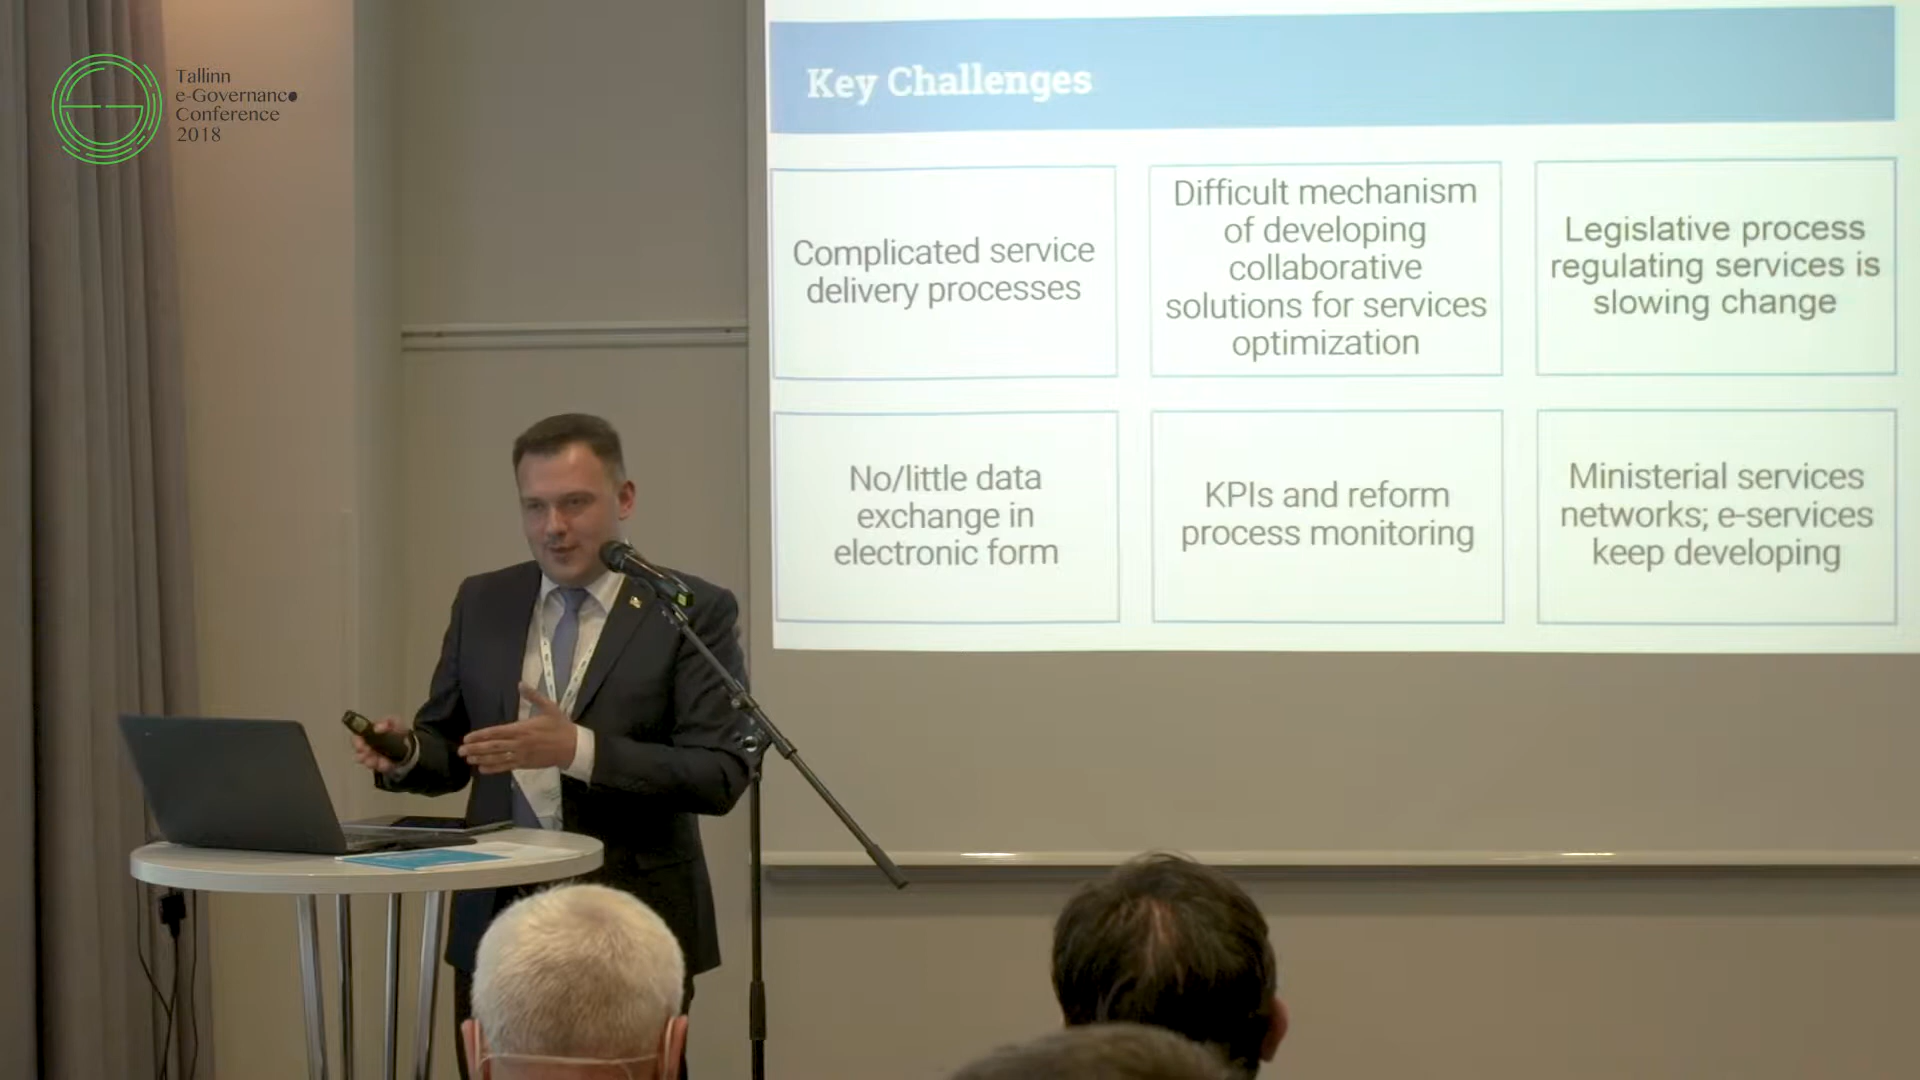 Tallinn
e-Governance
Conference
2018
Key Challenges
Complicated service
delivery processes
Difficult mechanism
of developing
collaborative
solutions for services
optimization
Legislative process
regulating services is
slowing change
No/little data
exchange in
electronic form
KPIs and reform
process monitoring
Ministerial services
networks; e-services
keep developing